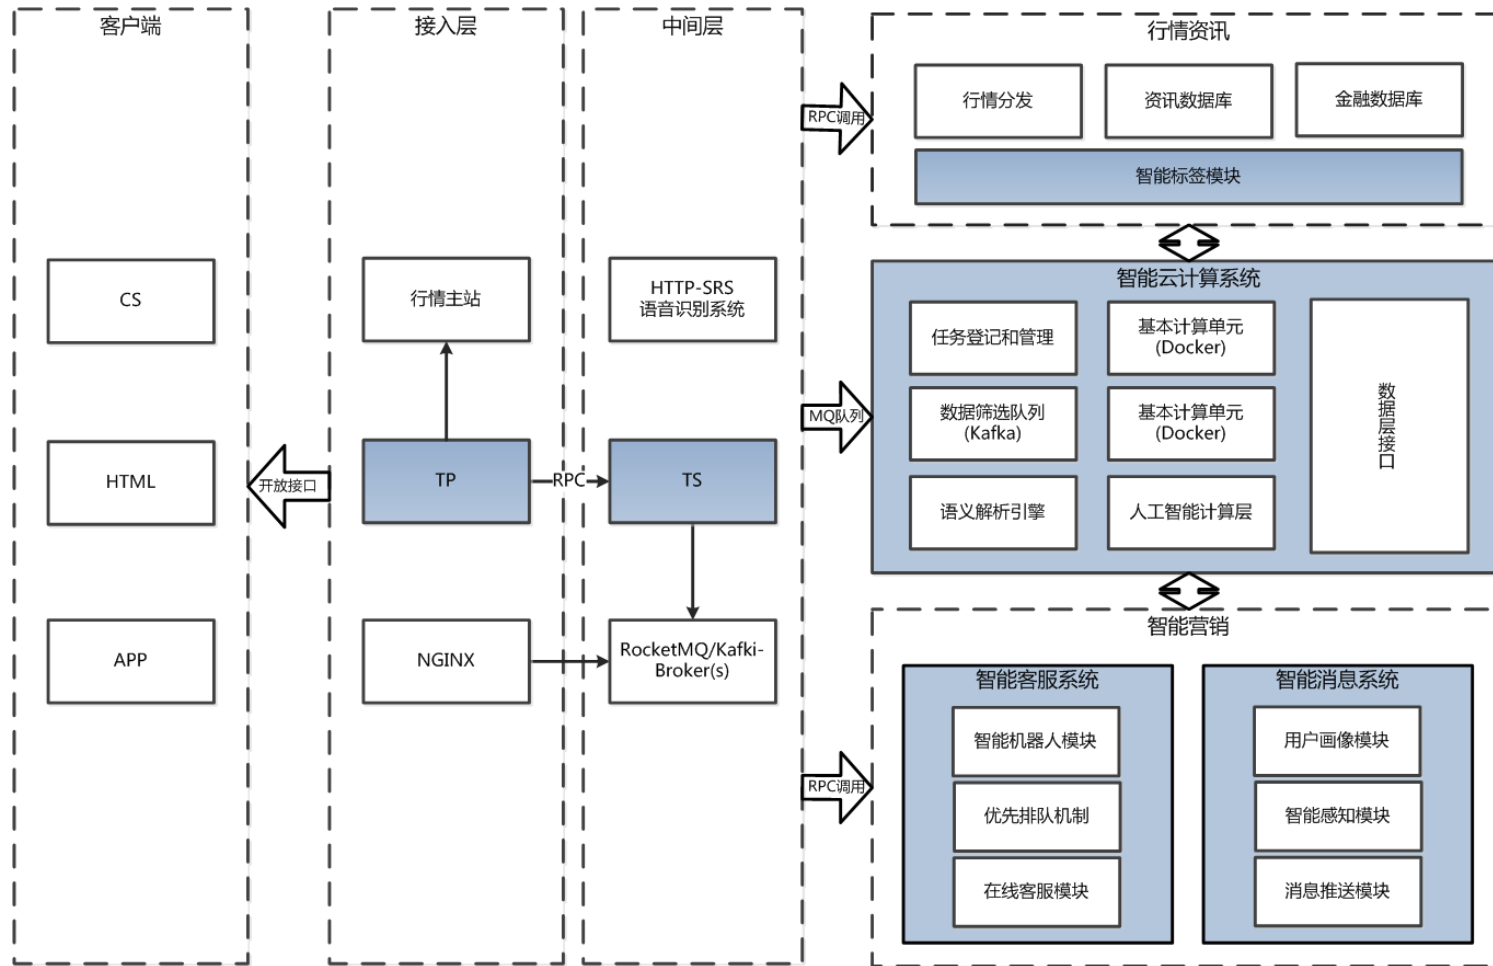 客户端
CS
HTML
APP
开放接口
接入层
行情主站
TP
RPC
NGINX
中间层
HTTP-SRS
语音识别系统
TS
RocketMQ/Kafki-
Broker(s)
RPC调用
MQ队列
RPC调用
行情资讯
行情分发
资讯数据库
金融数据库
智能标签模块
智能云计算系统
任务登记和管理
基本计算单元
(Docker)
数据筛选队列
(Kafka)
基本计算单元
(Docker)
语义解析引擎
人工智能计算层
数据层接口
智能营销
智能客服系统
智能机器人模块
优先排队机制
在线客服模块
智能消息系统
用户画像模块
智能感知模块
消息推送模块